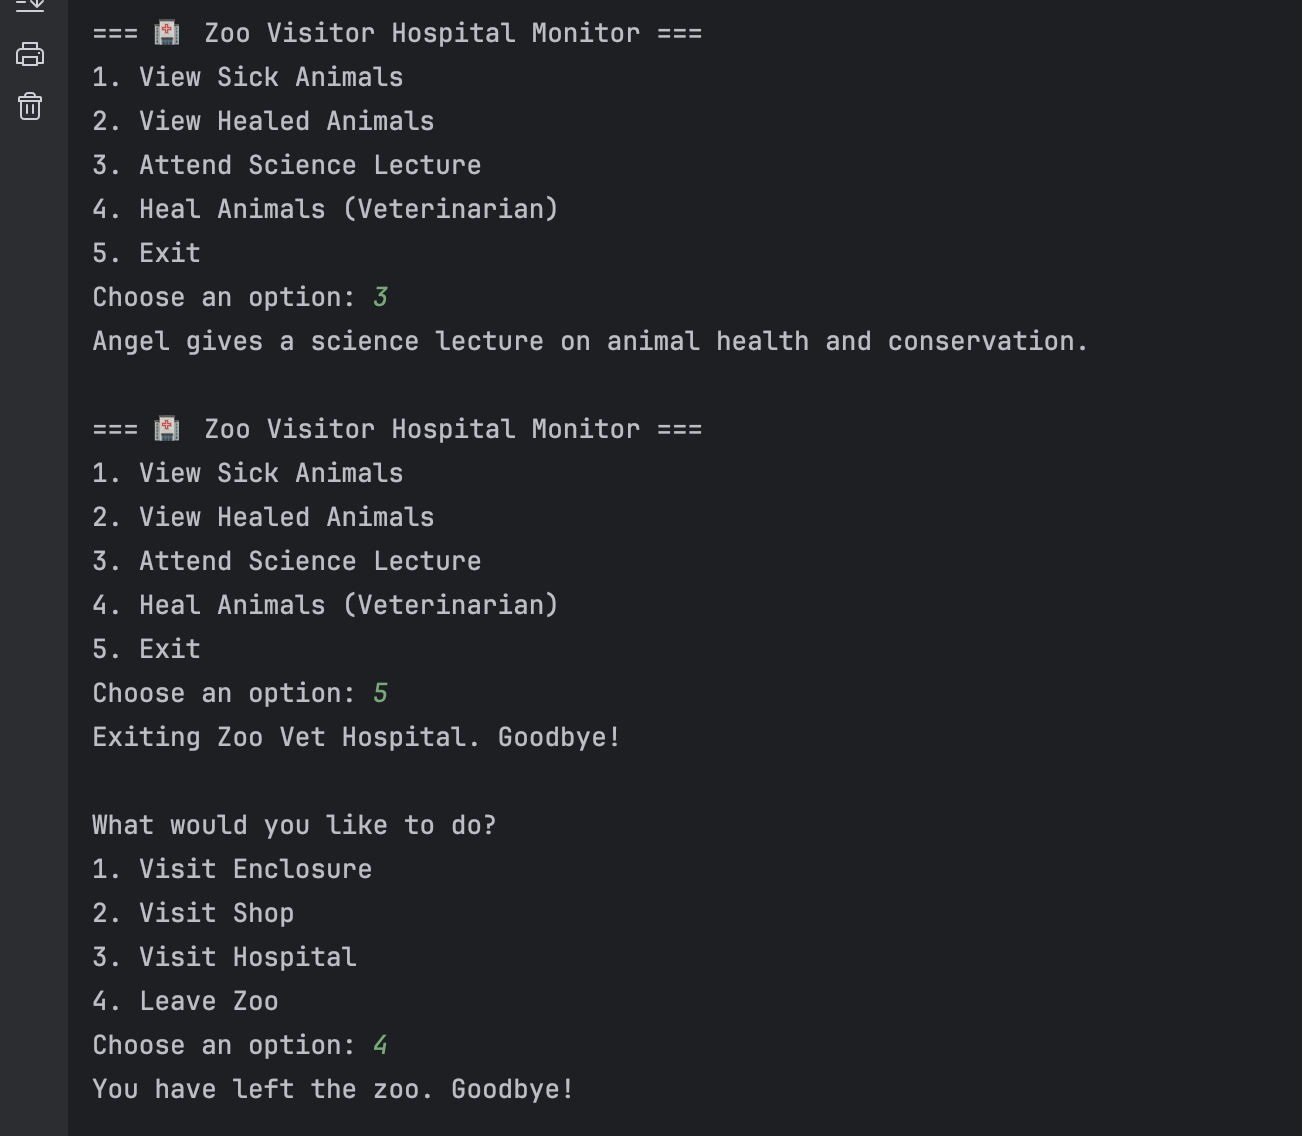 === 🏥 Zoo Visitor Hospital Monitor ===
1. View Sick Animals
2. View Healed Animals
3. Attend Science Lecture
4. Heal Animals (Veterinarian)
5. Exit
Choose an option: 3
Angel gives a science lecture on animal health and conservation.
=== 🏥 Zoo Visitor Hospital Monitor ===
1. View Sick Animals
2. View Healed Animals
3. Attend Science Lecture
4. Heal Animals (Veterinarian)
5. Exit
Choose an option: 5
Exiting Zoo Vet Hospital. Goodbye!
What would you like to do?
1. Visit Enclosure
2. Visit Shop
3. Visit Hospital
4. Leave Zoo
Choose an option: 4
You have left the zoo. Goodbye!